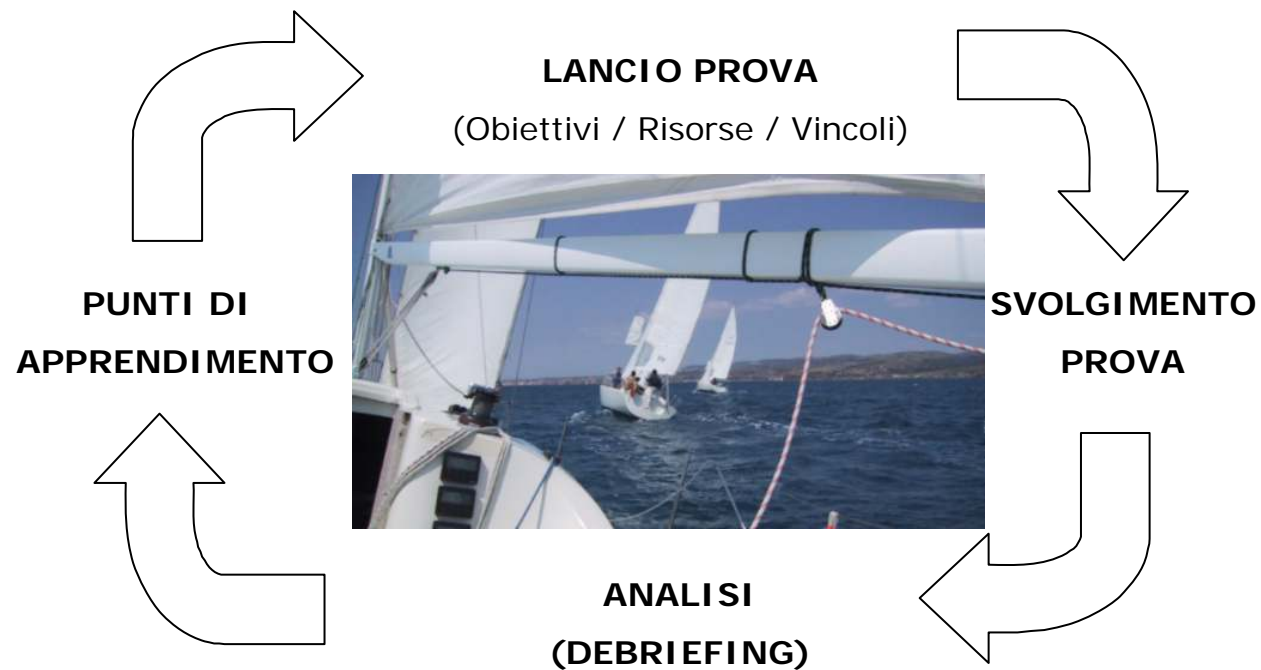 LANCIO PROVA
(Obiettivi / Risorse / Vincoli)
PUNTI DI
APPRENDIMENTO
SVOLGIMENTO
PROVA
ANALISI
(DEBRIEFING)